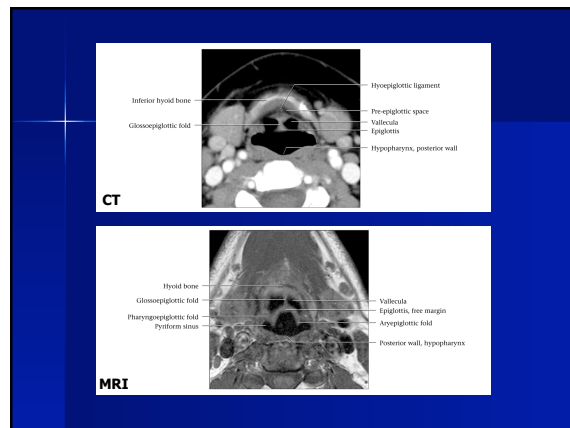 Hyoepiglottic ligament
Inferior hyoid bone
Pre-epiglottic space
Vallecula
Glossoepiglottic fold
Epiglottis
Hypopharynx, posterior wall
CT
Hyoid bone
Glossoepiglottic fold
Vallecula
Epiglottis, free margin
Pharyngoepiglottic fold
Aryepiglottic fold
Pyriform sinus
Posterior wall, hypopharynx
MRI